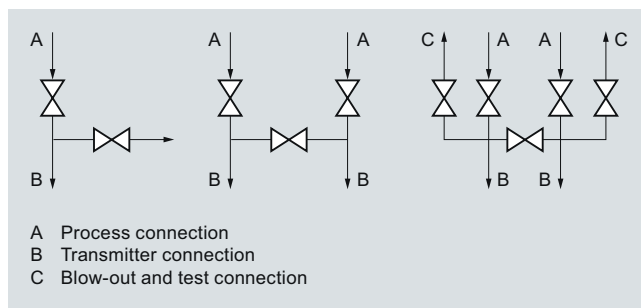 A A A C A A C
B B B B B
A Process connection
B Transmitter connection
C Blow-out and test connection